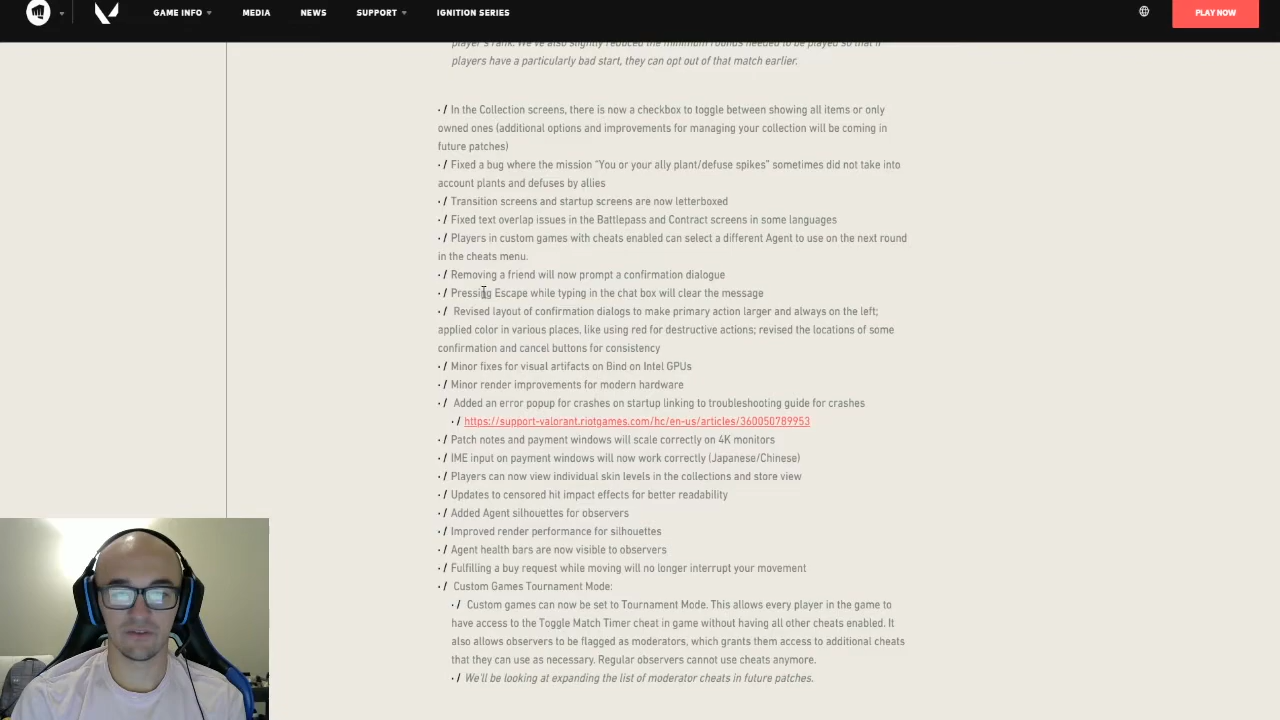 GAME INFO MEDIA NEWS SUPPORT IGNITION SERIES PLAY NOW
player's rank. We've also slightly reduced the minimum rounds needed to be played so that if
players have a particularly bad start, they can opt out of that match earlier.
· / In the Collection screens, there is now a checkbox to toggle between showing all items or only
owned ones (additional options and improvements for managing your collection will be coming in
future patches)
· / Fixed a bug where the mission “You or your ally plant/defuse spikes” sometimes did not take into
account plants and defuses by allies
· / Transition screens and startup screens are now letterboxed
· / Fixed text overlap issues in the Battlepass and Contract screens in some languages
· / Players in custom games with cheats enabled can select a different Agent to use on the next round
in the cheats menu.
· / Removing a friend will now prompt a confirmation dialogue
· / Pressing Escape while typing in the chat box will clear the message
· / Revised layout of confirmation dialogs to make primary action larger and always on the left;
applied color in various places, like using red for destructive actions; revised the locations of some
confirmation and cancel buttons for consistency
· / Minor fixes for visual artifacts on Bind on Intel GPUs
· / Minor render improvements for modern hardware
· / Added an error popup for crashes on startup linking to troubleshooting guide for crashes
· / https://support-valorant.riotgames.com/hc/en-us/articles/360050789953
· / Patch notes and payment windows will scale correctly on 4K monitors
· / IME input on payment windows will now work correctly (Japanese/Chinese)
· / Players can now view individual skin levels in the collections and store view
· / Updates to censored hit impact effects for better readability
· / Added Agent silhouettes for observers
· / Improved render performance for silhouettes
· / Agent health bars are now visible to observers
· / Fulfilling a buy request while moving will no longer interrupt your movement
· / Custom Games Tournament Mode:
· / Custom games can now be set to Tournament Mode. This allows every player in the game to
have access to the Toggle Match Timer cheat in game without having all other cheats enabled. It
also allows observers to be flagged as moderators, which grants them access to additional cheats
that they can use as necessary. Regular observers cannot use cheats anymore.
· / We'll be looking at expanding the list of moderator cheats in future patches.